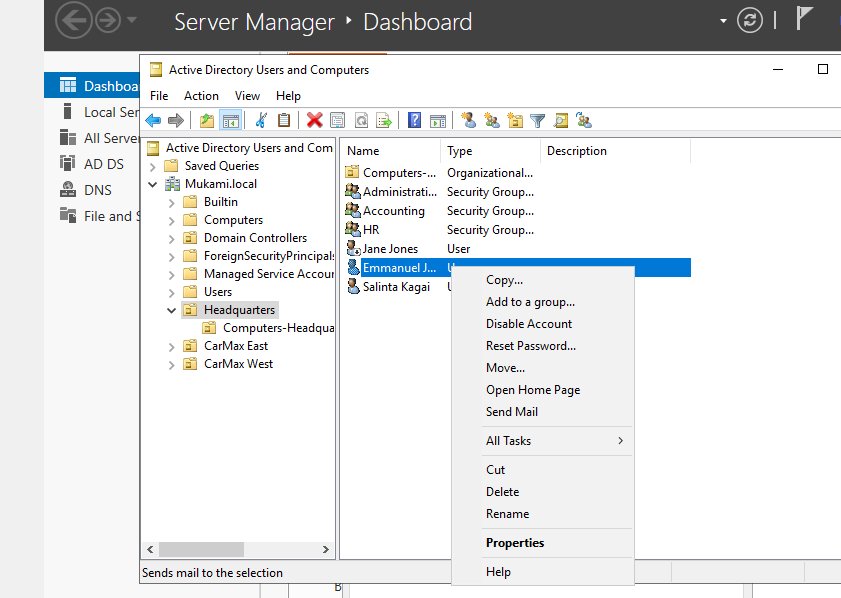 Server Manager ‣ Dashboard
Active Directory Users and Computers
File Action View Help
Dashboa
Local Ser
All Server
AD DS
DNS
File and S
Active Directory Users and Com
Saved Queries
Mukami.local
Builtin
Computers
Domain Controllers
ForeignSecurityPrincipals
Managed Service Accour
Users
Headquarters
Computers-Headqua
CarMax East
CarMax West
Name Type Description
Computers-... Organizational...
Administrati... Security Group...
Accounting Security Group...
HR Security Group...
Jane Jones User
Emmanuel J...
Salinta Kagai
Copy...
Add to a group...
Disable Account
Reset Password...
Move...
Open Home Page
Send Mail
All Tasks
Cut
Delete
Rename
Properties
Help
Sends mail to the selection